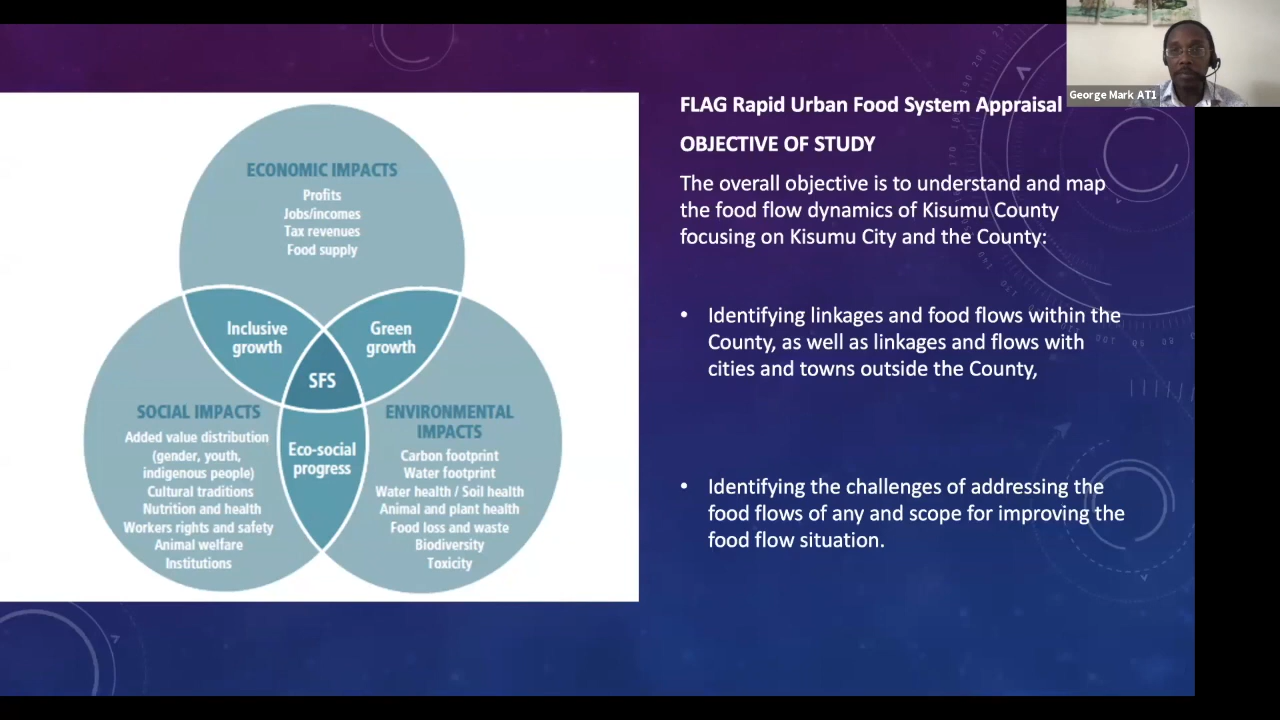 George Mark AT1
FLAG Rapid Urban Food System Appraisal
OBJECTIVE OF STUDY
The overall objective is to understand and map
the food flow dynamics of Kisumu County
focusing on Kisumu City and the County:
• Identifying linkages and food flows within the
County, as well as linkages and flows with
cities and towns outside the County,
• Identifying the challenges of addressing the
food flows of any and scope for improving the
food flow situation.
ECONOMIC IMPACTS
Profits
Jobs/incomes
Tax revenues
Food supply
Inclusive
growth
Green
growth
SFS
SOCIAL IMPACTS
Added value distribution
(gender, youth,
indigenous people)
Cultural traditions
Nutrition and health
Workers rights and safety
Animal welfare
Institutions
Eco-social
progress
ENVIRONMENTAL
IMPACTS
Carbon footprint
Water footprint
Water health / Soil health
Animal and plant health
Food loss and waste
Biodiversity
Toxicity